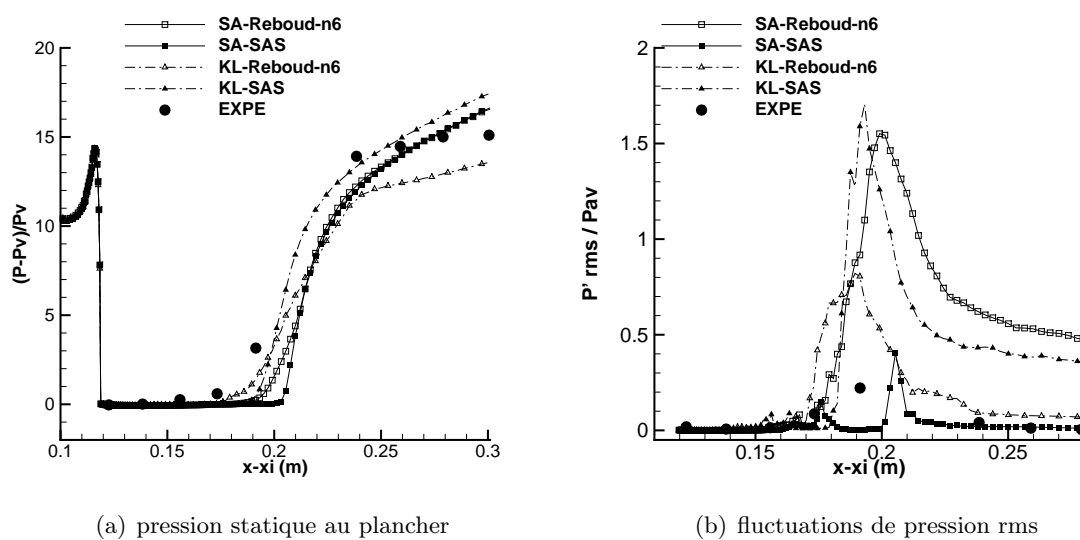 SA-Reboud-n6
SA-SAS
KL-Reboud-n6
KL-SAS
EXPE
(P-Pv)/Pv
20
15
10
5
0
0.1
0.15
0.2
0.25
0.3
x-xi (m)
(a) pression statique au plancher
SA-Reboud-n6
SA-SAS
KL-Reboud-n6
KL-SAS
EXPE
P' rms / Pav
2
1.5
1
0.5
0
0.15
0.2
0.25
x-xi (m)
(b) fluctuations de pression rms